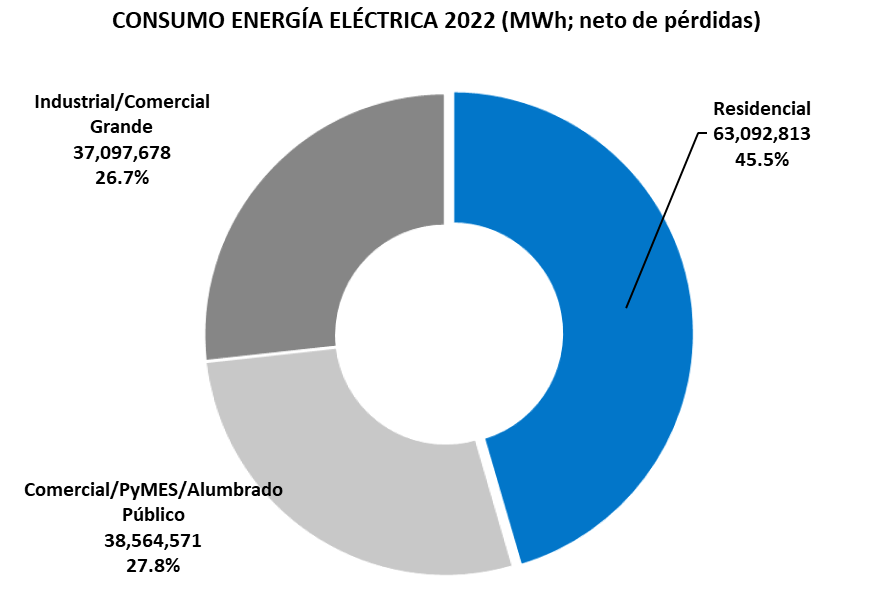 CONSUMO ENERGÍA ELÉCTRICA 2022 (MWh; neto de pérdidas)
Industrial/Comercial
Grande
37,097,678
26.7%
Residencial
63,092,813
45.5%
Comercial/PyMES/Alumbrado
Público
38,564,571
27.8%